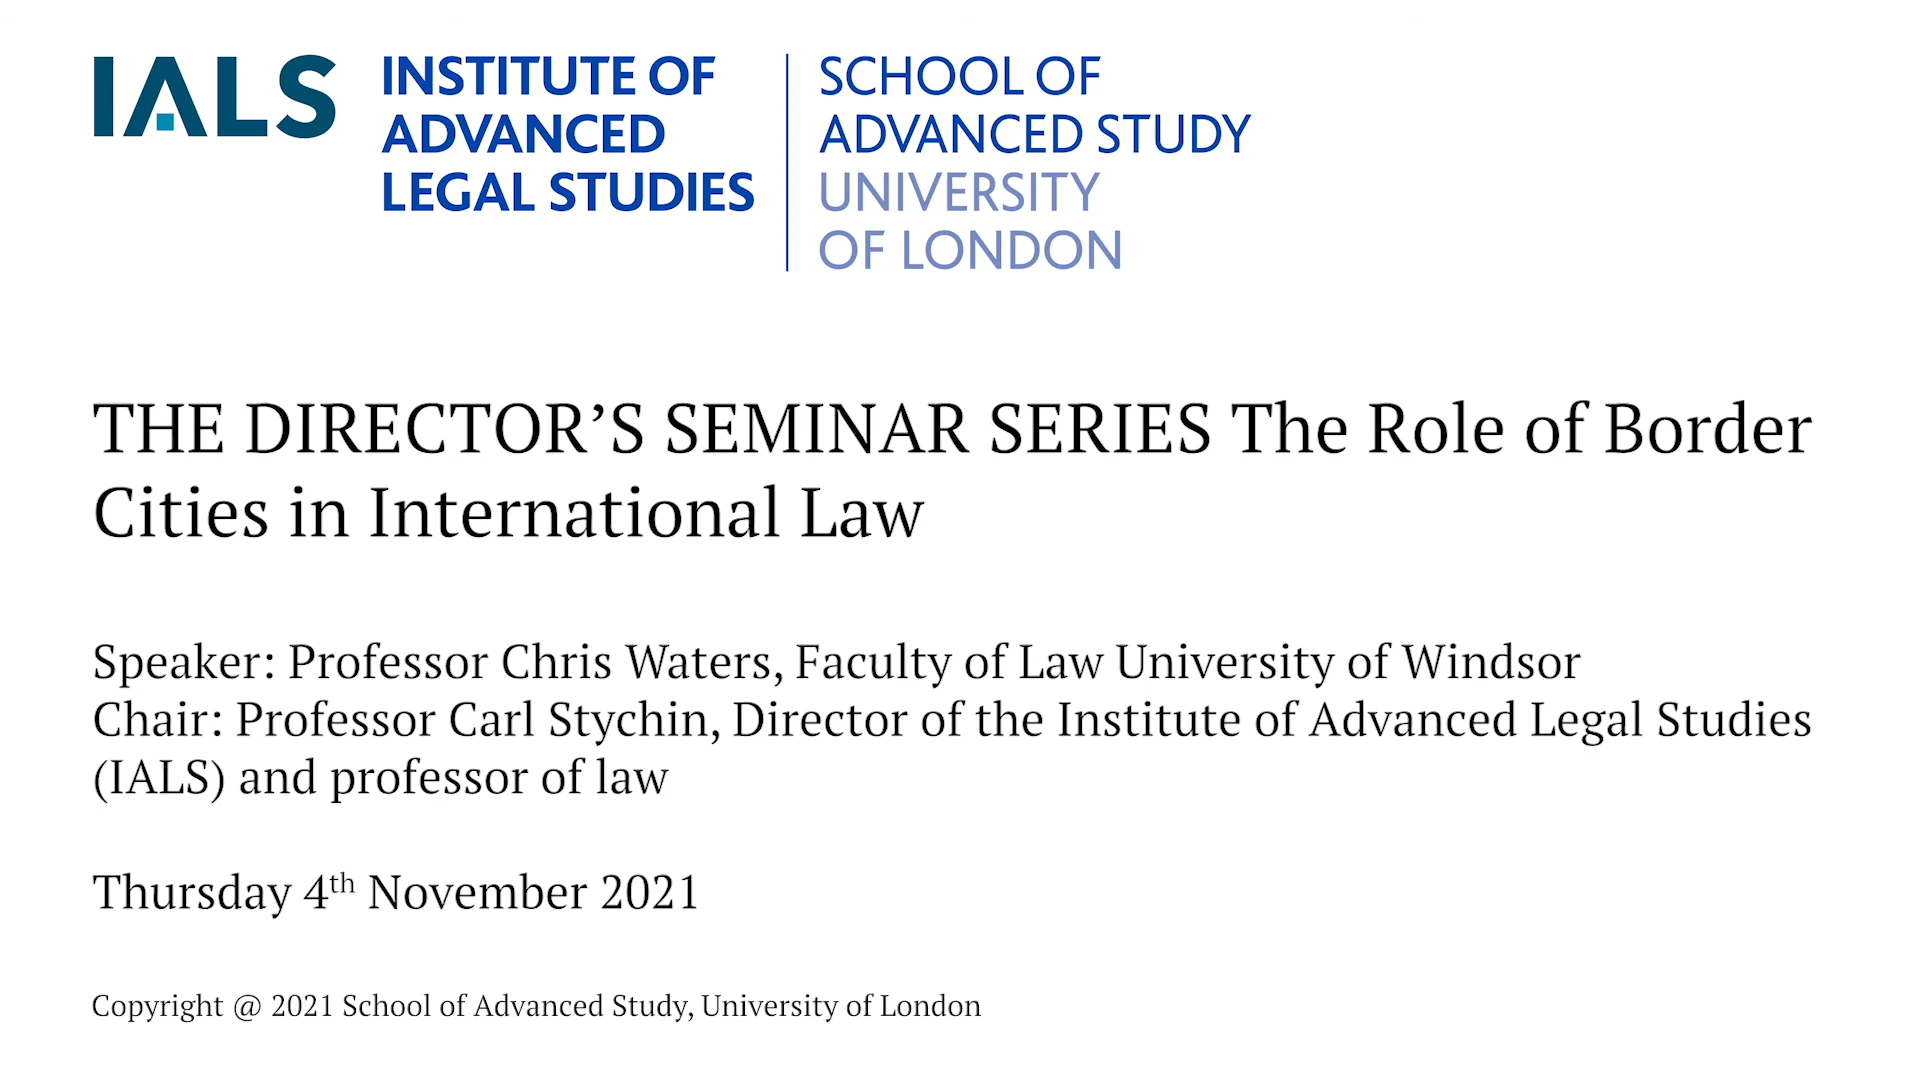 IALS
INSTITUTE OF
ADVANCED
LEGAL STUDIES
SCHOOL OF
ADVANCED STUDY
UNIVERSITY
OF LONDON
THE DIRECTOR’S SEMINAR SERIES The Role of Border
Cities in International Law
Speaker: Professor Chris Waters, Faculty of Law University of Windsor
Chair: Professor Carl Stychin, Director of the Institute of Advanced Legal Studies
(IALS) and professor of law
Thursday 4th November 2021
Copyright @ 2021 School of Advanced Study, University of London